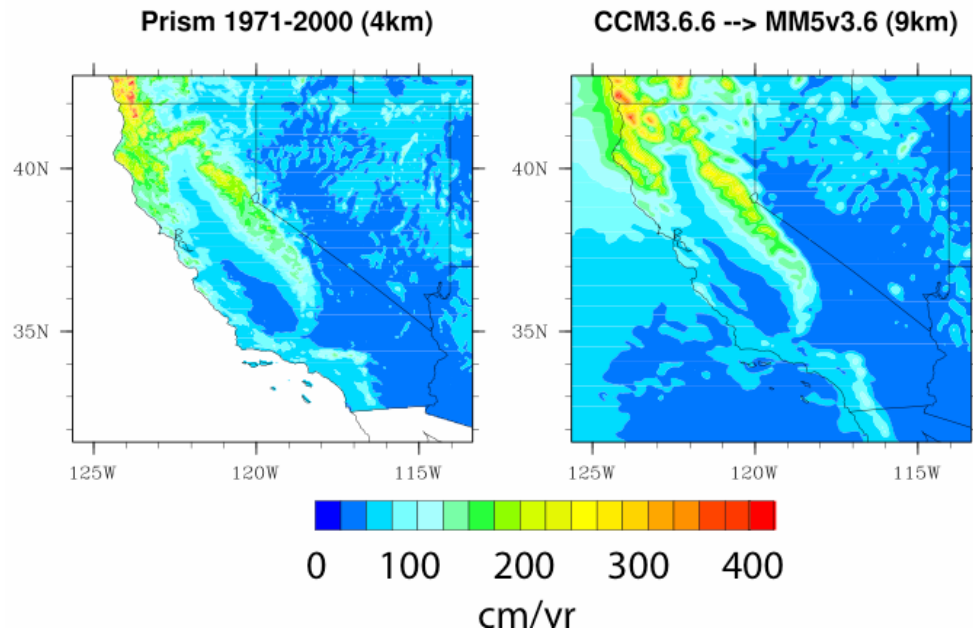 Prism 1971-2000 (4km)
CCM3.6.6 --> MM5v3.6 (9km)
40N
35N
125W
120W
115W
40N
35N
125W
120W
115W
0
100
200
300
400
cm/yr